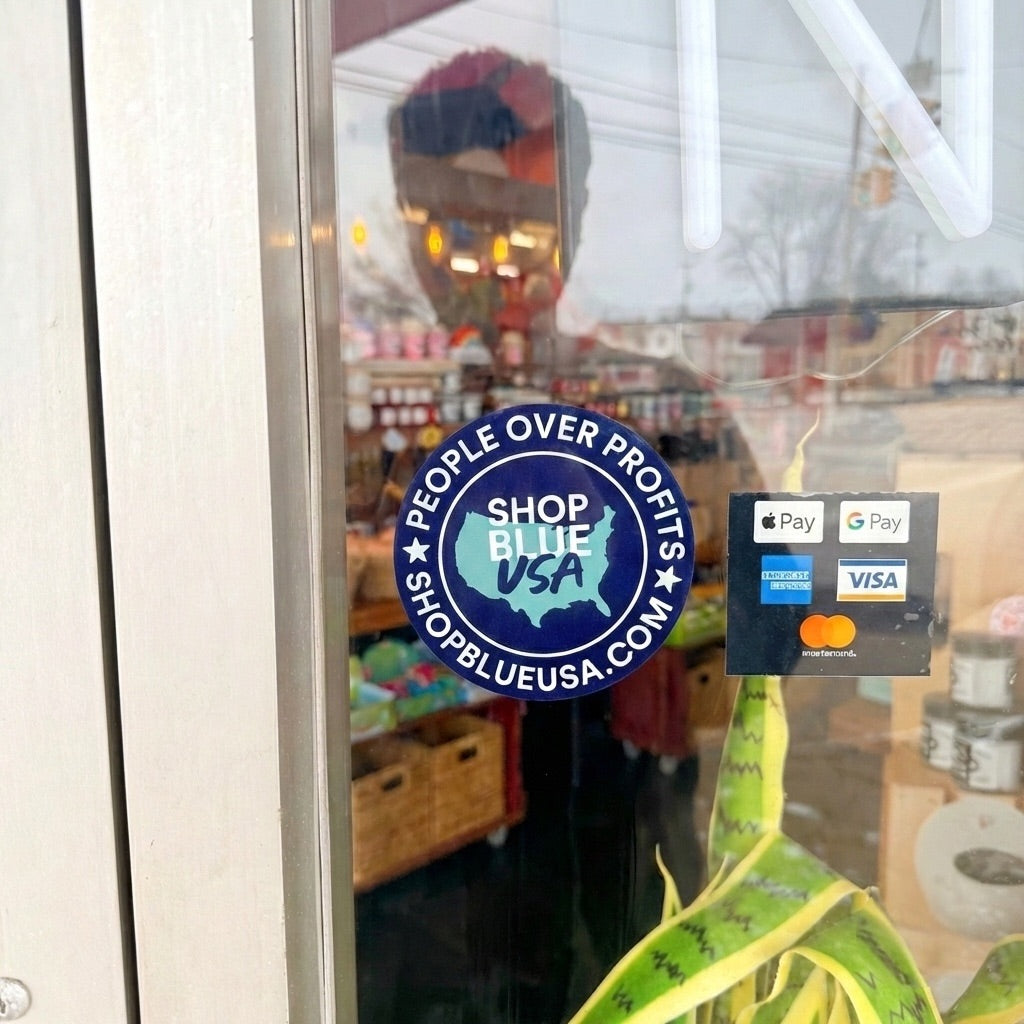 N
PEOPLE OVER PROFITS
SHOP
BLUE
USA
SHOPBLUEUSA.COM
Pay
G Pay
VISA